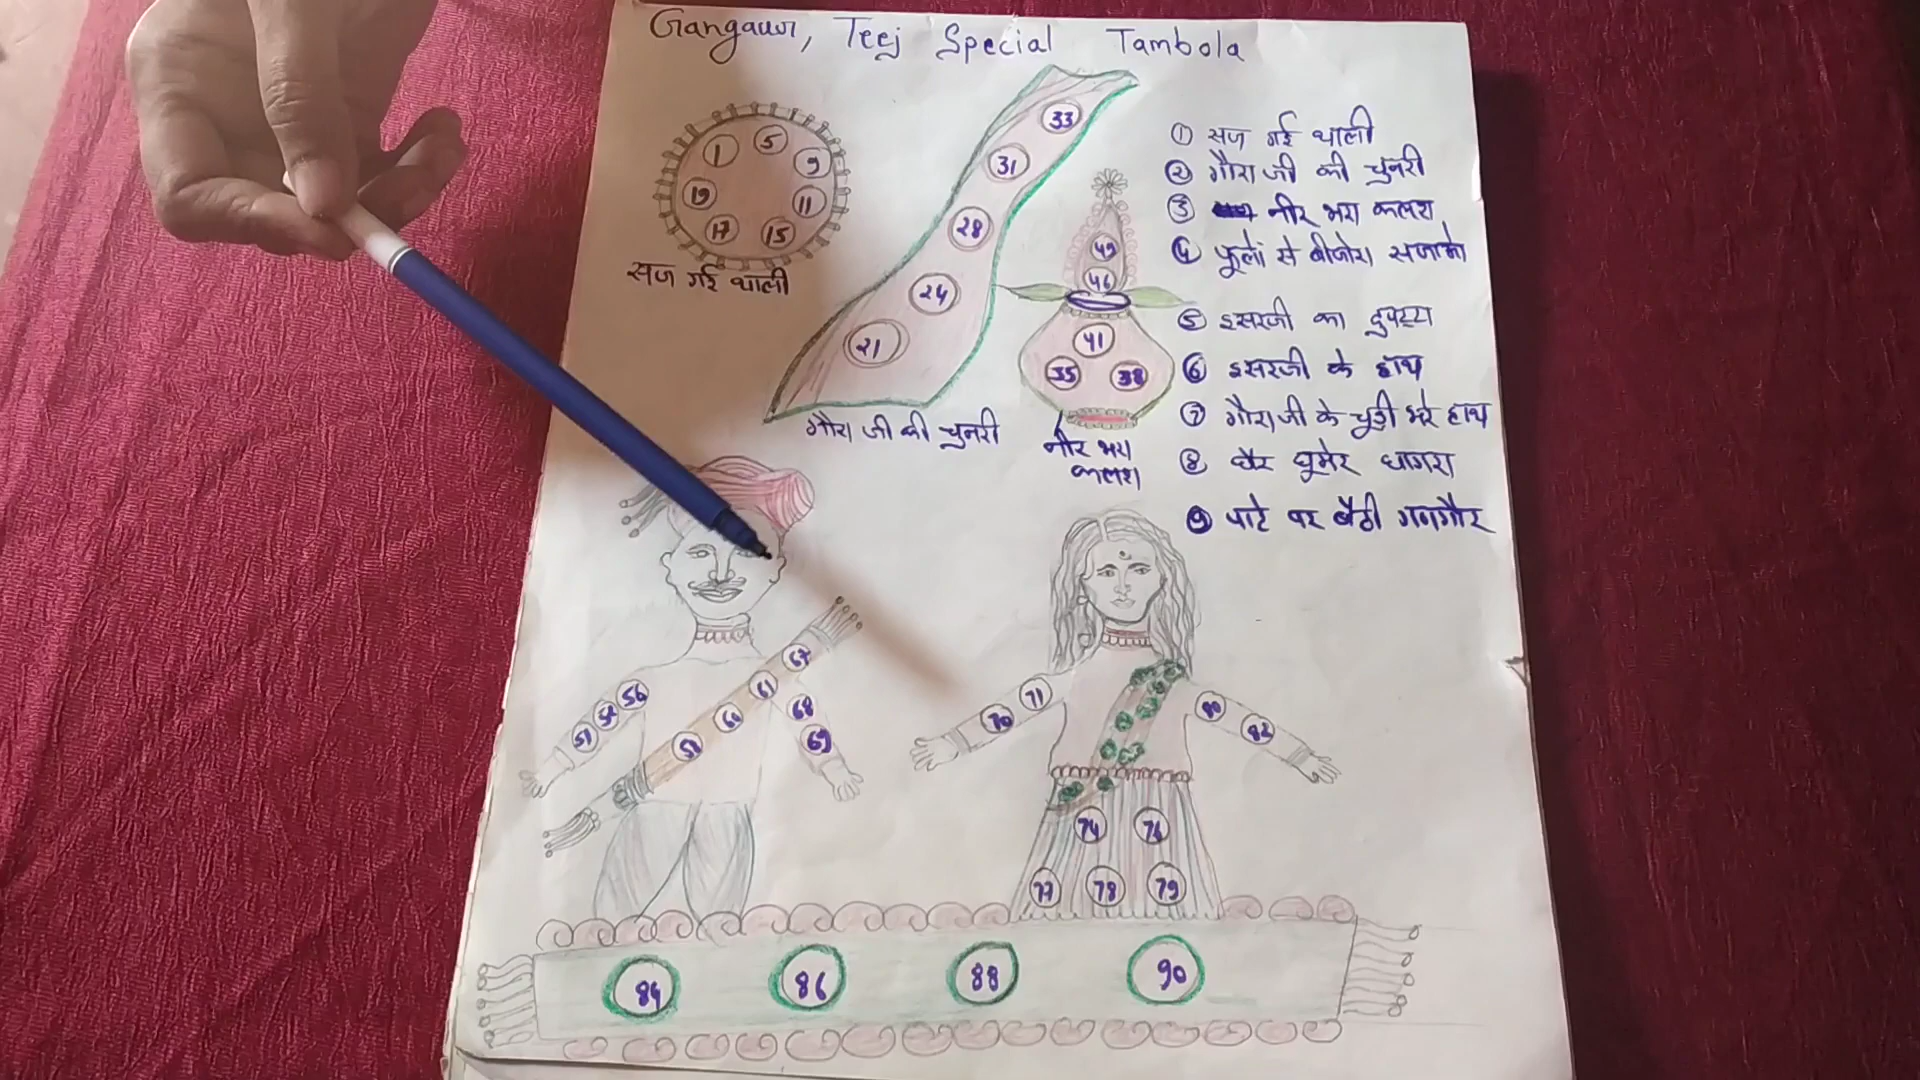 Gangaur, Teej Special Tambola
1 5 9
19 11
17 15
सज गई थाली
33
31
28
24
21
गौरा जी की चुनरी
49
46
41
35 38
नीर भरा
कलश
① सज गई थाली
② गौरा जी की चुनरी
③ नीर भरा कलश
④ फूलों से बीजोरा सजाके
⑤ इसरजी का दुपट्टा
⑥ इसरजी के हाथ
⑦ गौराजी के चुड़ी भरे हाथ
⑧ घेर घुमेर घागरा
⑨ पाटे पर बैठी गणगौर
56
67
61
60
68
69
71
70
80
82
74 76
77 78 79
84 86 88 90